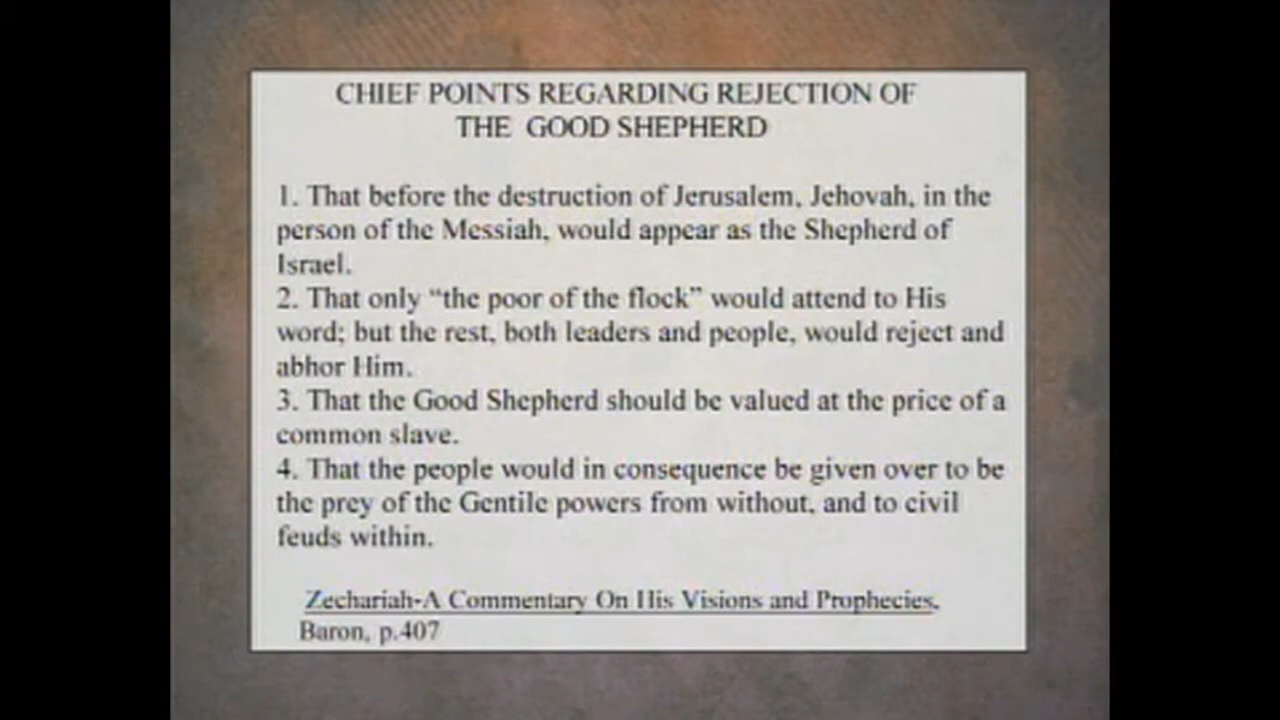 CHIEF POINTS REGARDING REJECTION OF
THE GOOD SHEPHERD
1. That before the destruction of Jerusalem, Jehovah, in the
person of the Messiah, would appear as the Shepherd of
Israel.
2. That only “the poor of the flock” would attend to His
word; but the rest, both leaders and people, would reject and
abhor Him.
3. That the Good Shepherd should be valued at the price of a
common slave.
4. That the people would in consequence be given over to be
the prey of the Gentile powers from without, and to civil
feuds within.
Zechariah-A Commentary On His Visions and Prophecies,
Baron, p.407